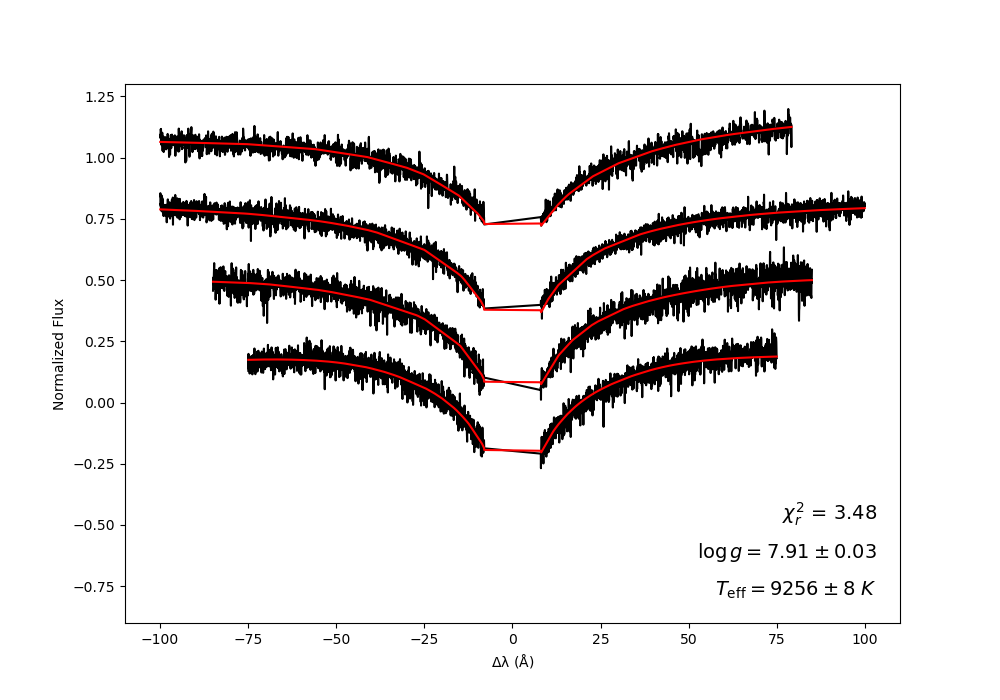 1.25
1.00
0.75
0.50
0.25
0.00
−0.25
−0.50
−0.75
Normalized Flux
χ²ᵣ = 3.48
log g = 7.91 ± 0.03
T_eff = 9256 ± 8 K
−100 −75 −50 −25 0 25 50 75 100
Δλ (Å)